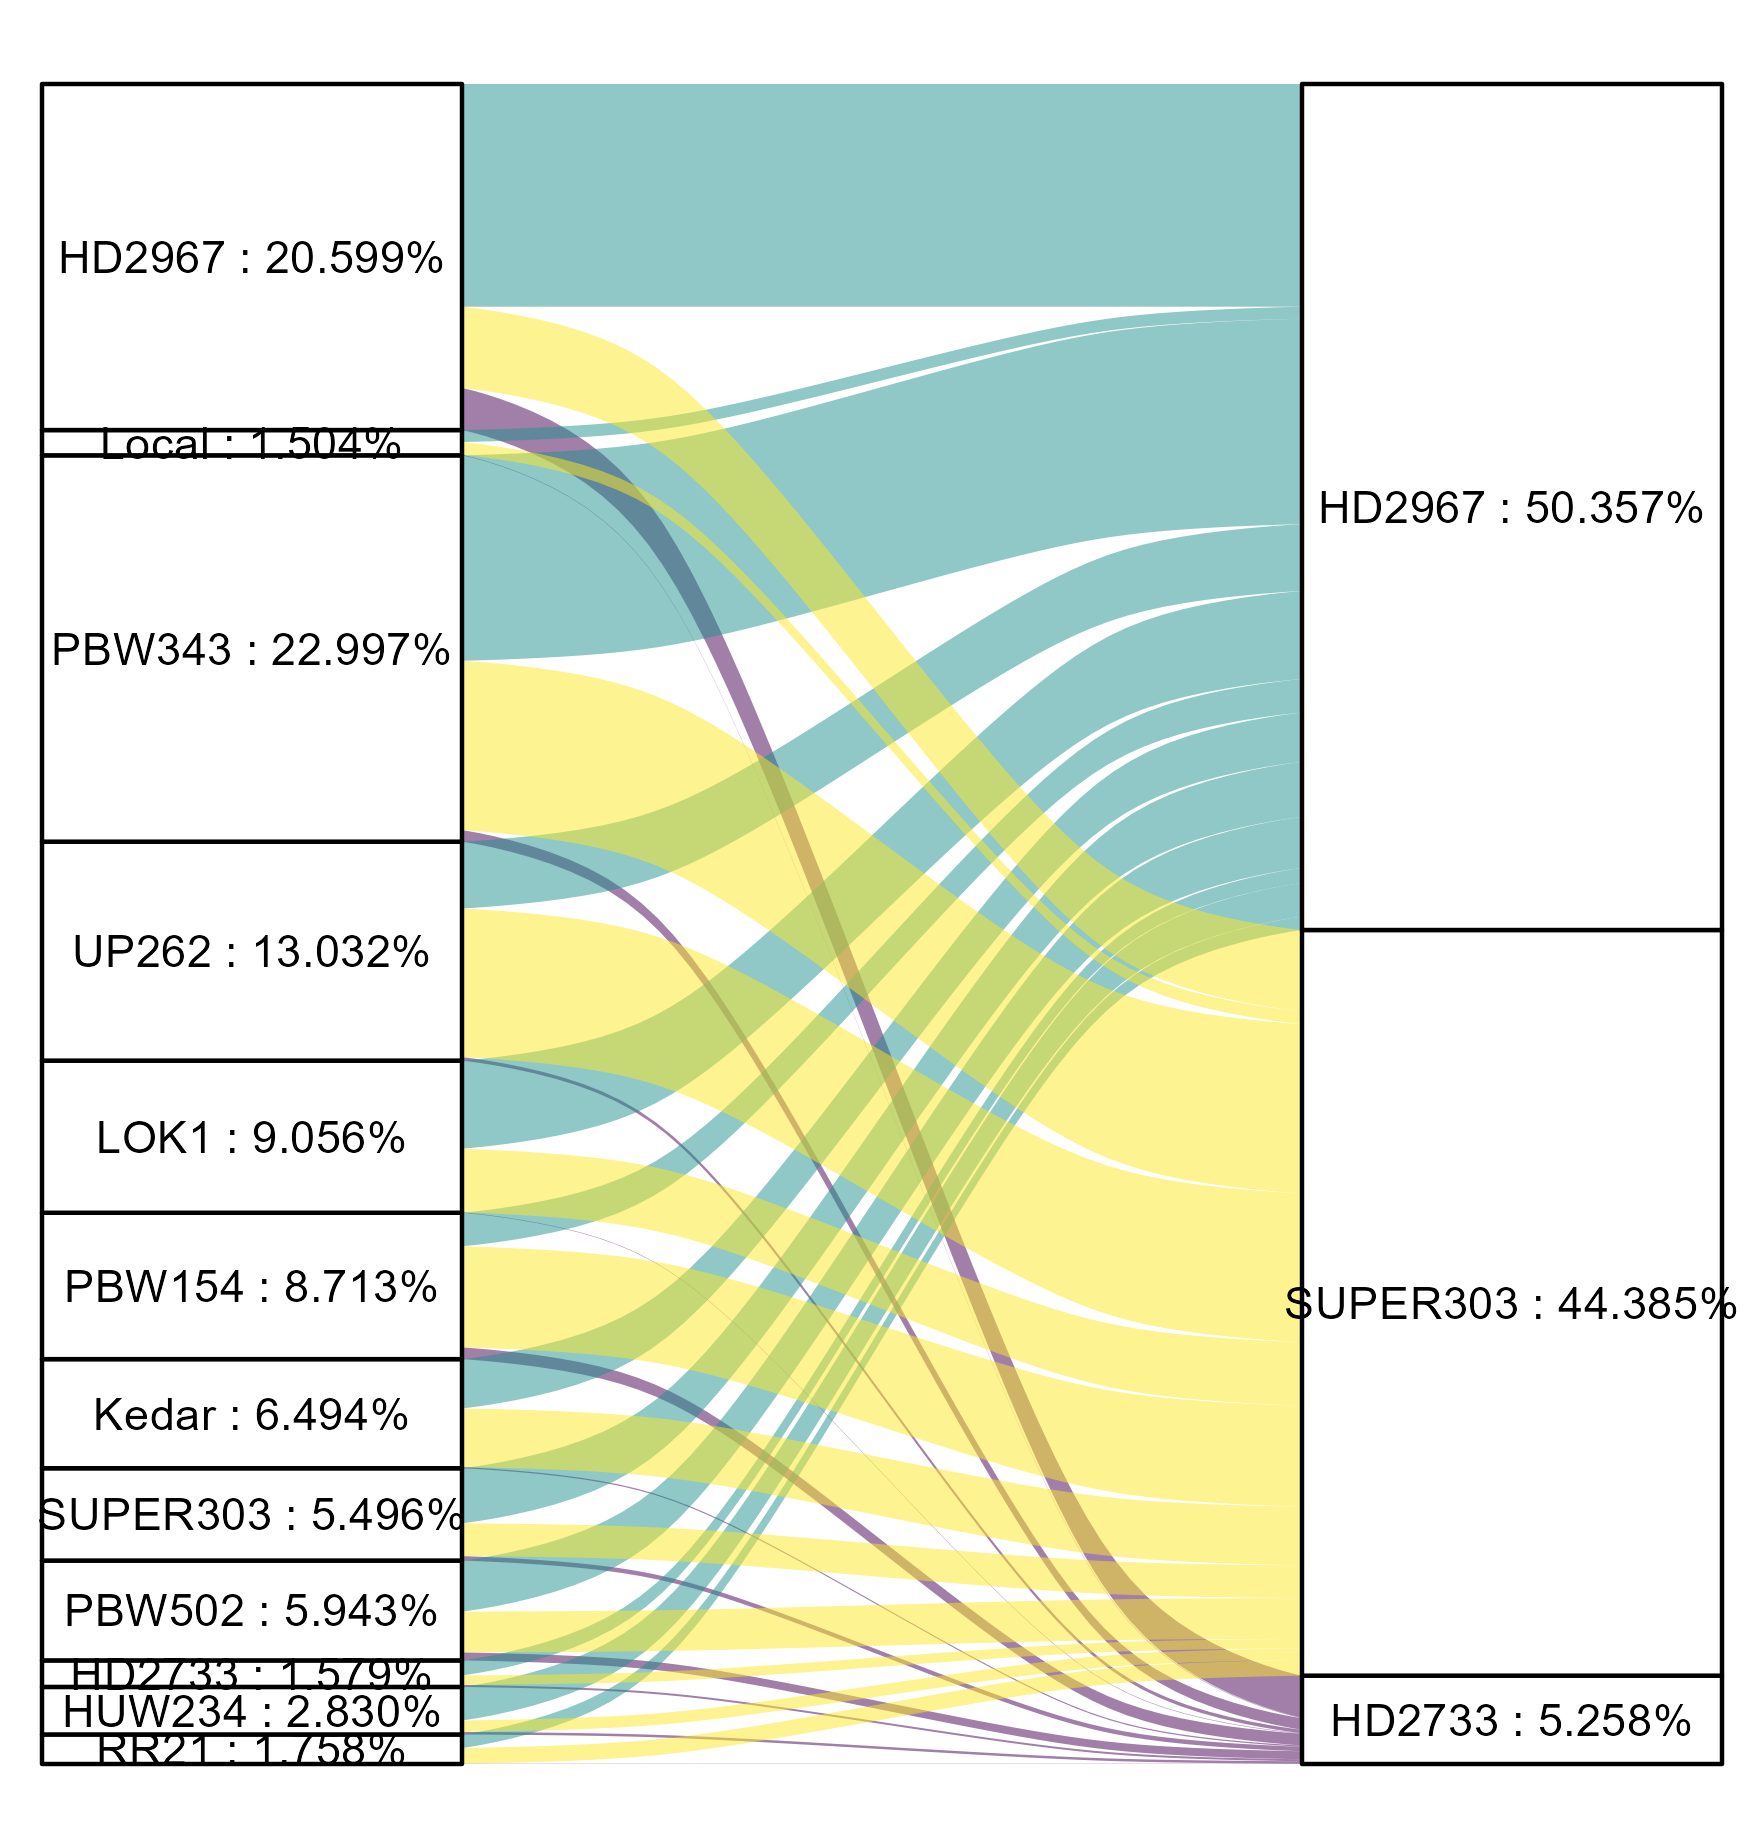 HD2967 : 20.599%
Local : 1.504%
PBW343 : 22.997%
UP262 : 13.032%
LOK1 : 9.056%
PBW154 : 8.713%
Kedar : 6.494%
SUPER303 : 5.496%
PBW502 : 5.943%
HD2733 : 1.579%
HUW234 : 2.830%
RR21 : 1.758%
HD2967 : 50.357%
SUPER303 : 44.385%
HD2733 : 5.258%